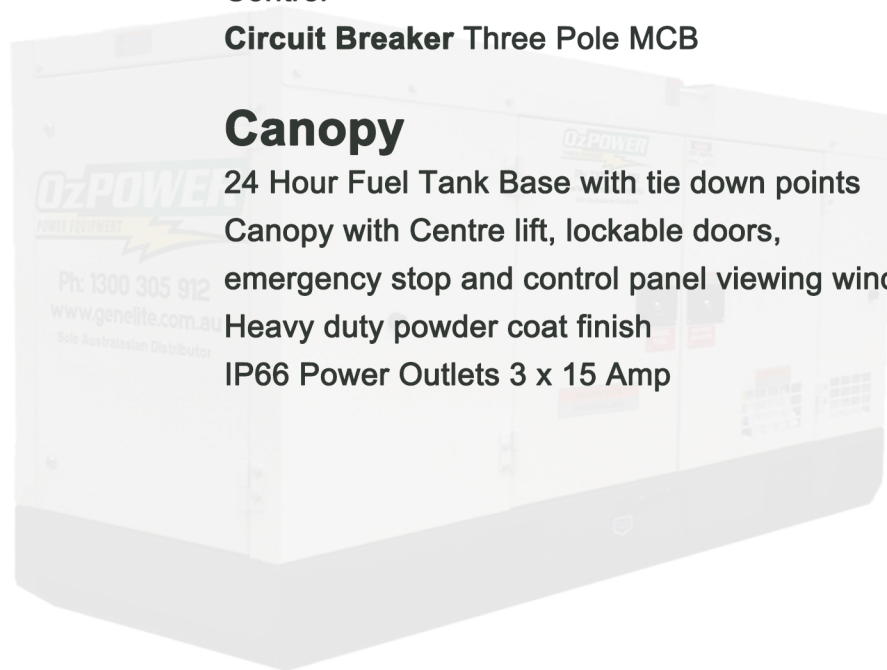 Circuit Breaker Three Pole MCB
Canopy
24 Hour Fuel Tank Base with tie down points
Canopy with Centre lift, lockable doors,
emergency stop and control panel viewing
Heavy duty powder coat finish
IP66 Power Outlets 3 x 15 Amp
OzPOWER
POWER EQUIPMENT
Ph: 1300 305 912
www.genelite.com.au
Sole Australasian Distributor
OzPOWER